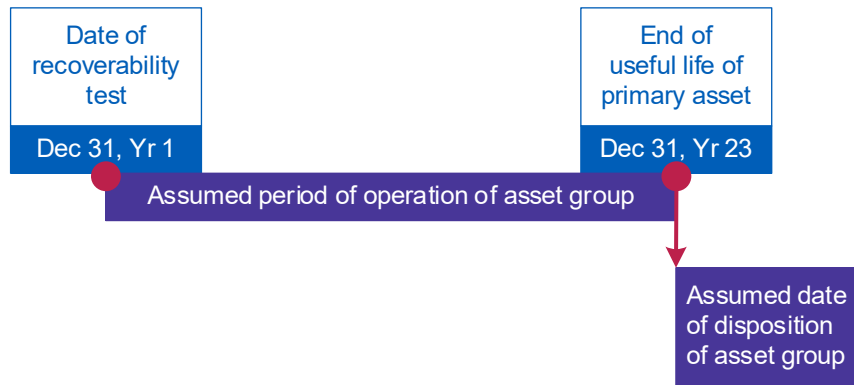 Date of
recoverability
test
Dec 31, Yr 1
End of
useful life of
primary asset
Dec 31, Yr 23
Assumed period of operation of asset group
Assumed date
of disposition
of asset group